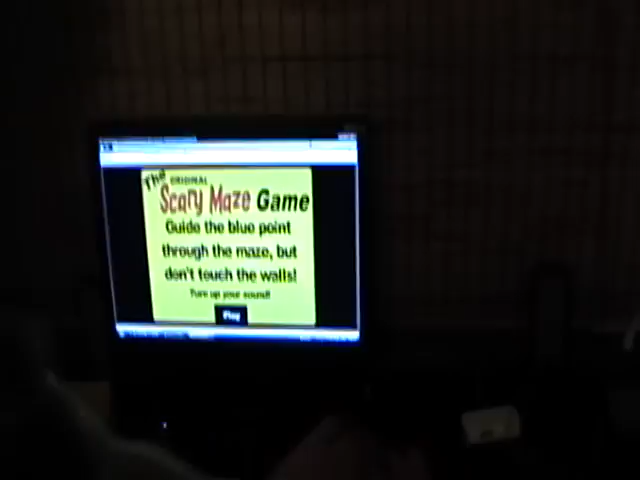 The ORIGINAL
Scary Maze Game
Guide the blue point
through the maze, but
don't touch the walls!
Turn up your sound!
Play